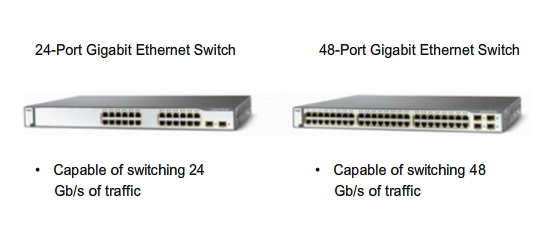 24-Port Gigabit Ethernet Switch
48-Port Gigabit Ethernet Switch
• Capable of switching 24
Gb/s of traffic
• Capable of switching 48
Gb/s of traffic